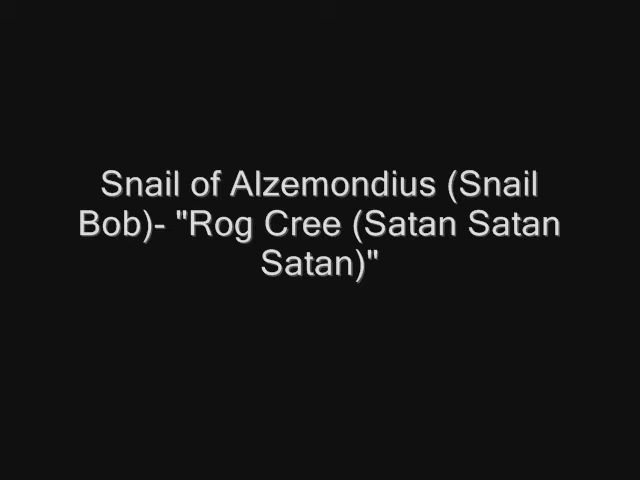 Snail of Alzemondius (Snail
Bob)- "Rog Cree (Satan Satan
Satan)"